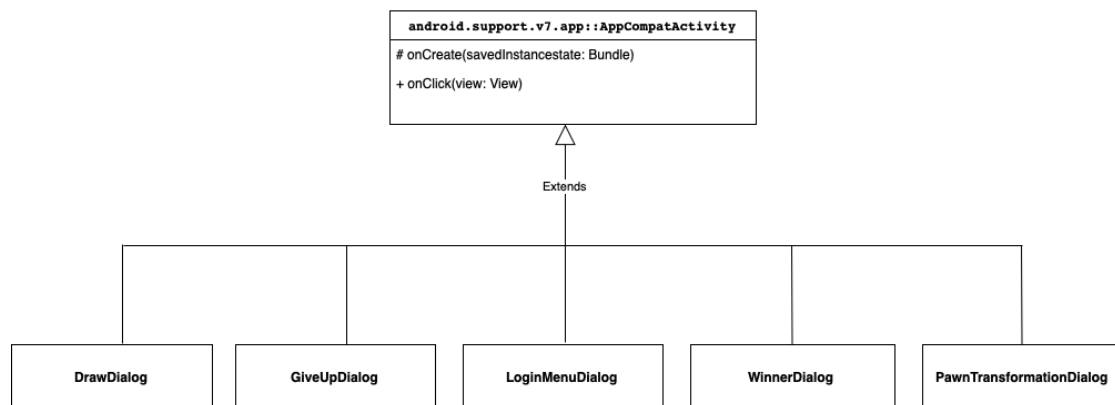 android.support.v7.app::AppCompatActivity
# onCreate(savedInstancestate: Bundle)
+ onClick(view: View)
Extends
DrawDialog
GiveUpDialog
LoginMenuDialog
WinnerDialog
PawnTransformationDialog